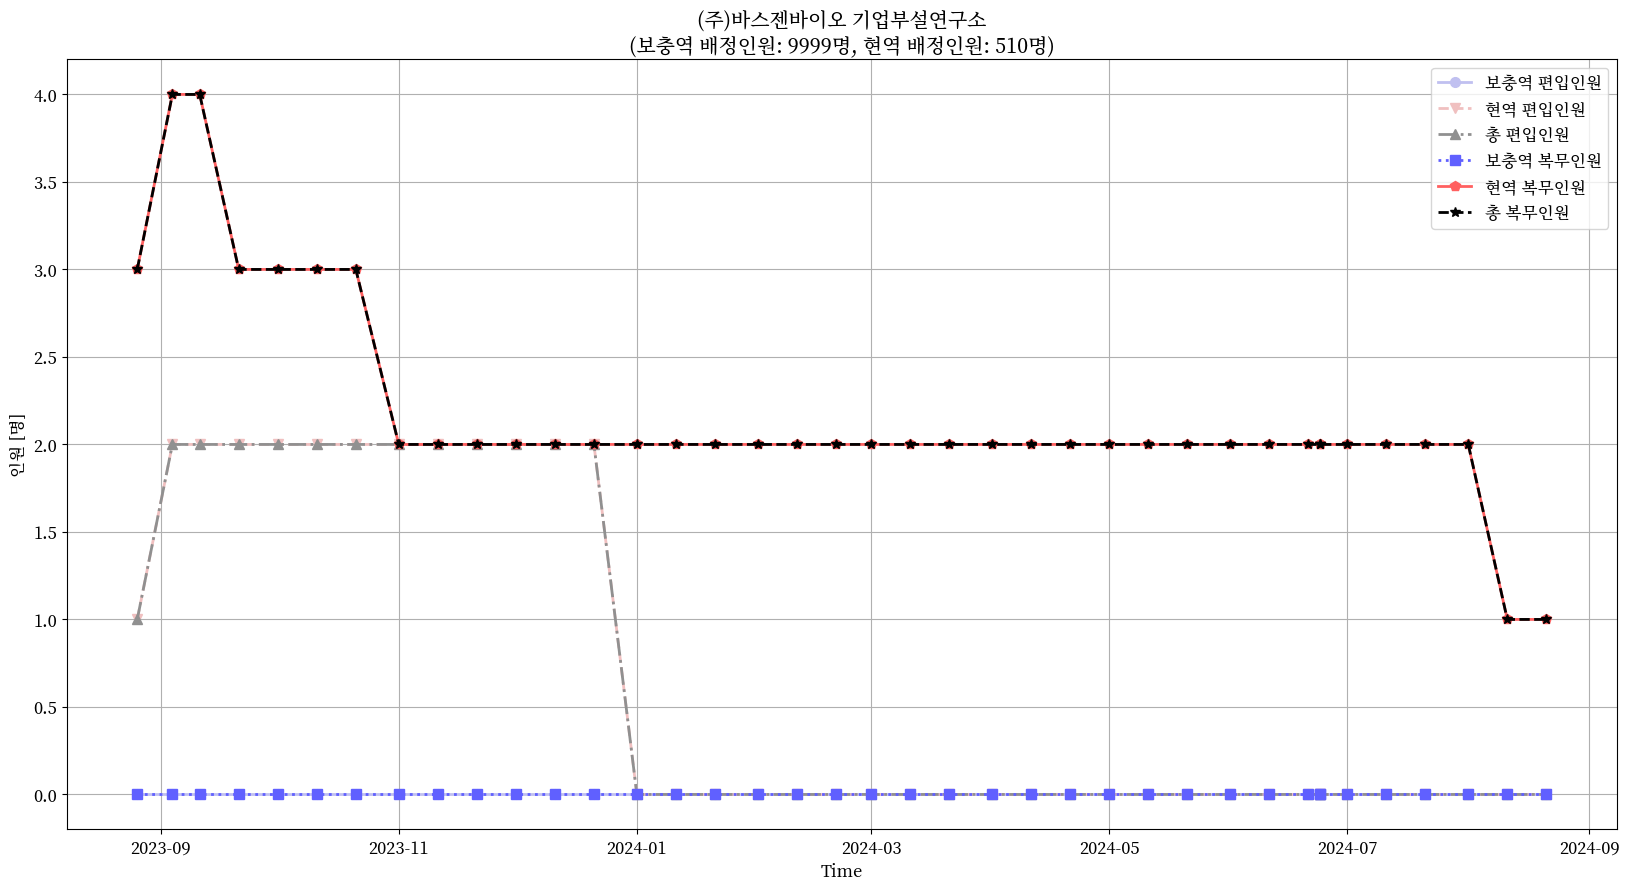 (주)바스젠바이오 기업부설연구소
(보충역 배정인원: 9999명, 현역 배정인원: 510명)
보충역 편입인원
현역 편입인원
총 편입인원
보충역 복무인원
현역 복무인원
총 복무인원
인원 [명]
4.0
3.5
3.0
2.5
2.0
1.5
1.0
0.5
0.0
2023-09 2023-11 2024-01 2024-03 2024-05 2024-07 2024-09
Time